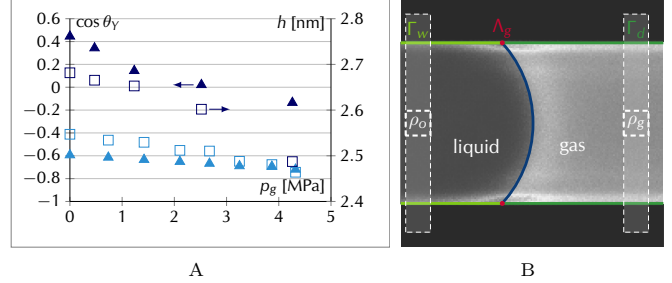 cos θ_Y
h [nm]
0.6
0.4
0.2
0
−0.2
−0.4
−0.6
−0.8
−1
2.8
2.7
2.6
2.5
2.4
p_g [MPa]
0 1 2 3 4 5
A
Γ_w Λ_g Γ_d
ρ_o ρ_g
liquid gas
B